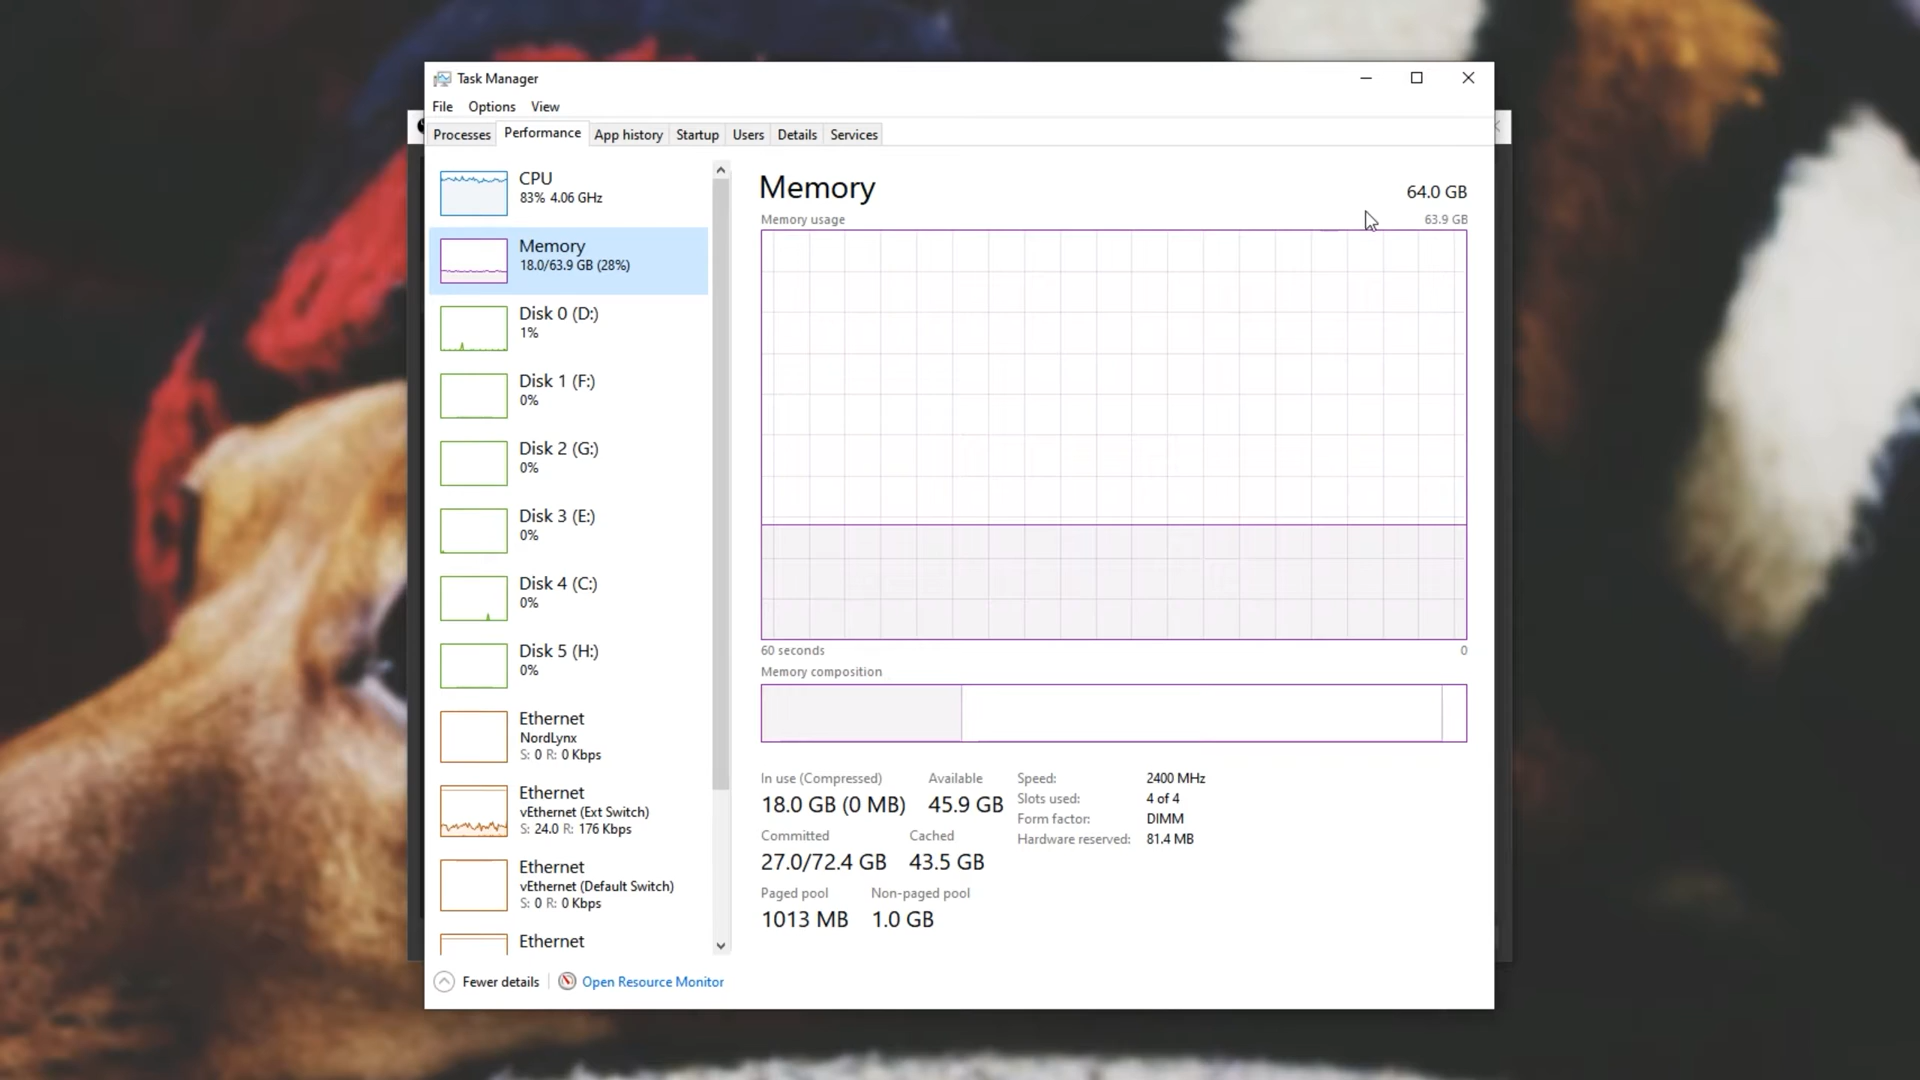 Task Manager
File Options View
Processes Performance App history Startup Users Details Services
CPU
83% 4.06 GHz
Memory
18.0/63.9 GB (28%)
Disk 0 (D:)
1%
Disk 1 (F:)
0%
Disk 2 (G:)
0%
Disk 3 (E:)
0%
Disk 4 (C:)
0%
Disk 5 (H:)
0%
Ethernet
NordLynx
S: 0 R: 0 Kbps
Ethernet
vEthernet (Ext Switch)
S: 24.0 R: 176 Kbps
Ethernet
vEthernet (Default Switch)
S: 0 R: 0 Kbps
Ethernet
Memory 64.0 GB
Memory usage 63.9 GB
60 seconds 0
Memory composition
In use (Compressed) Available
18.0 GB (0 MB) 45.9 GB
Committed Cached
27.0/72.4 GB 43.5 GB
Paged pool Non-paged pool
1013 MB 1.0 GB
Speed: 2400 MHz
Slots used: 4 of 4
Form factor: DIMM
Hardware reserved: 81.4 MB
Fewer details Open Resource Monitor